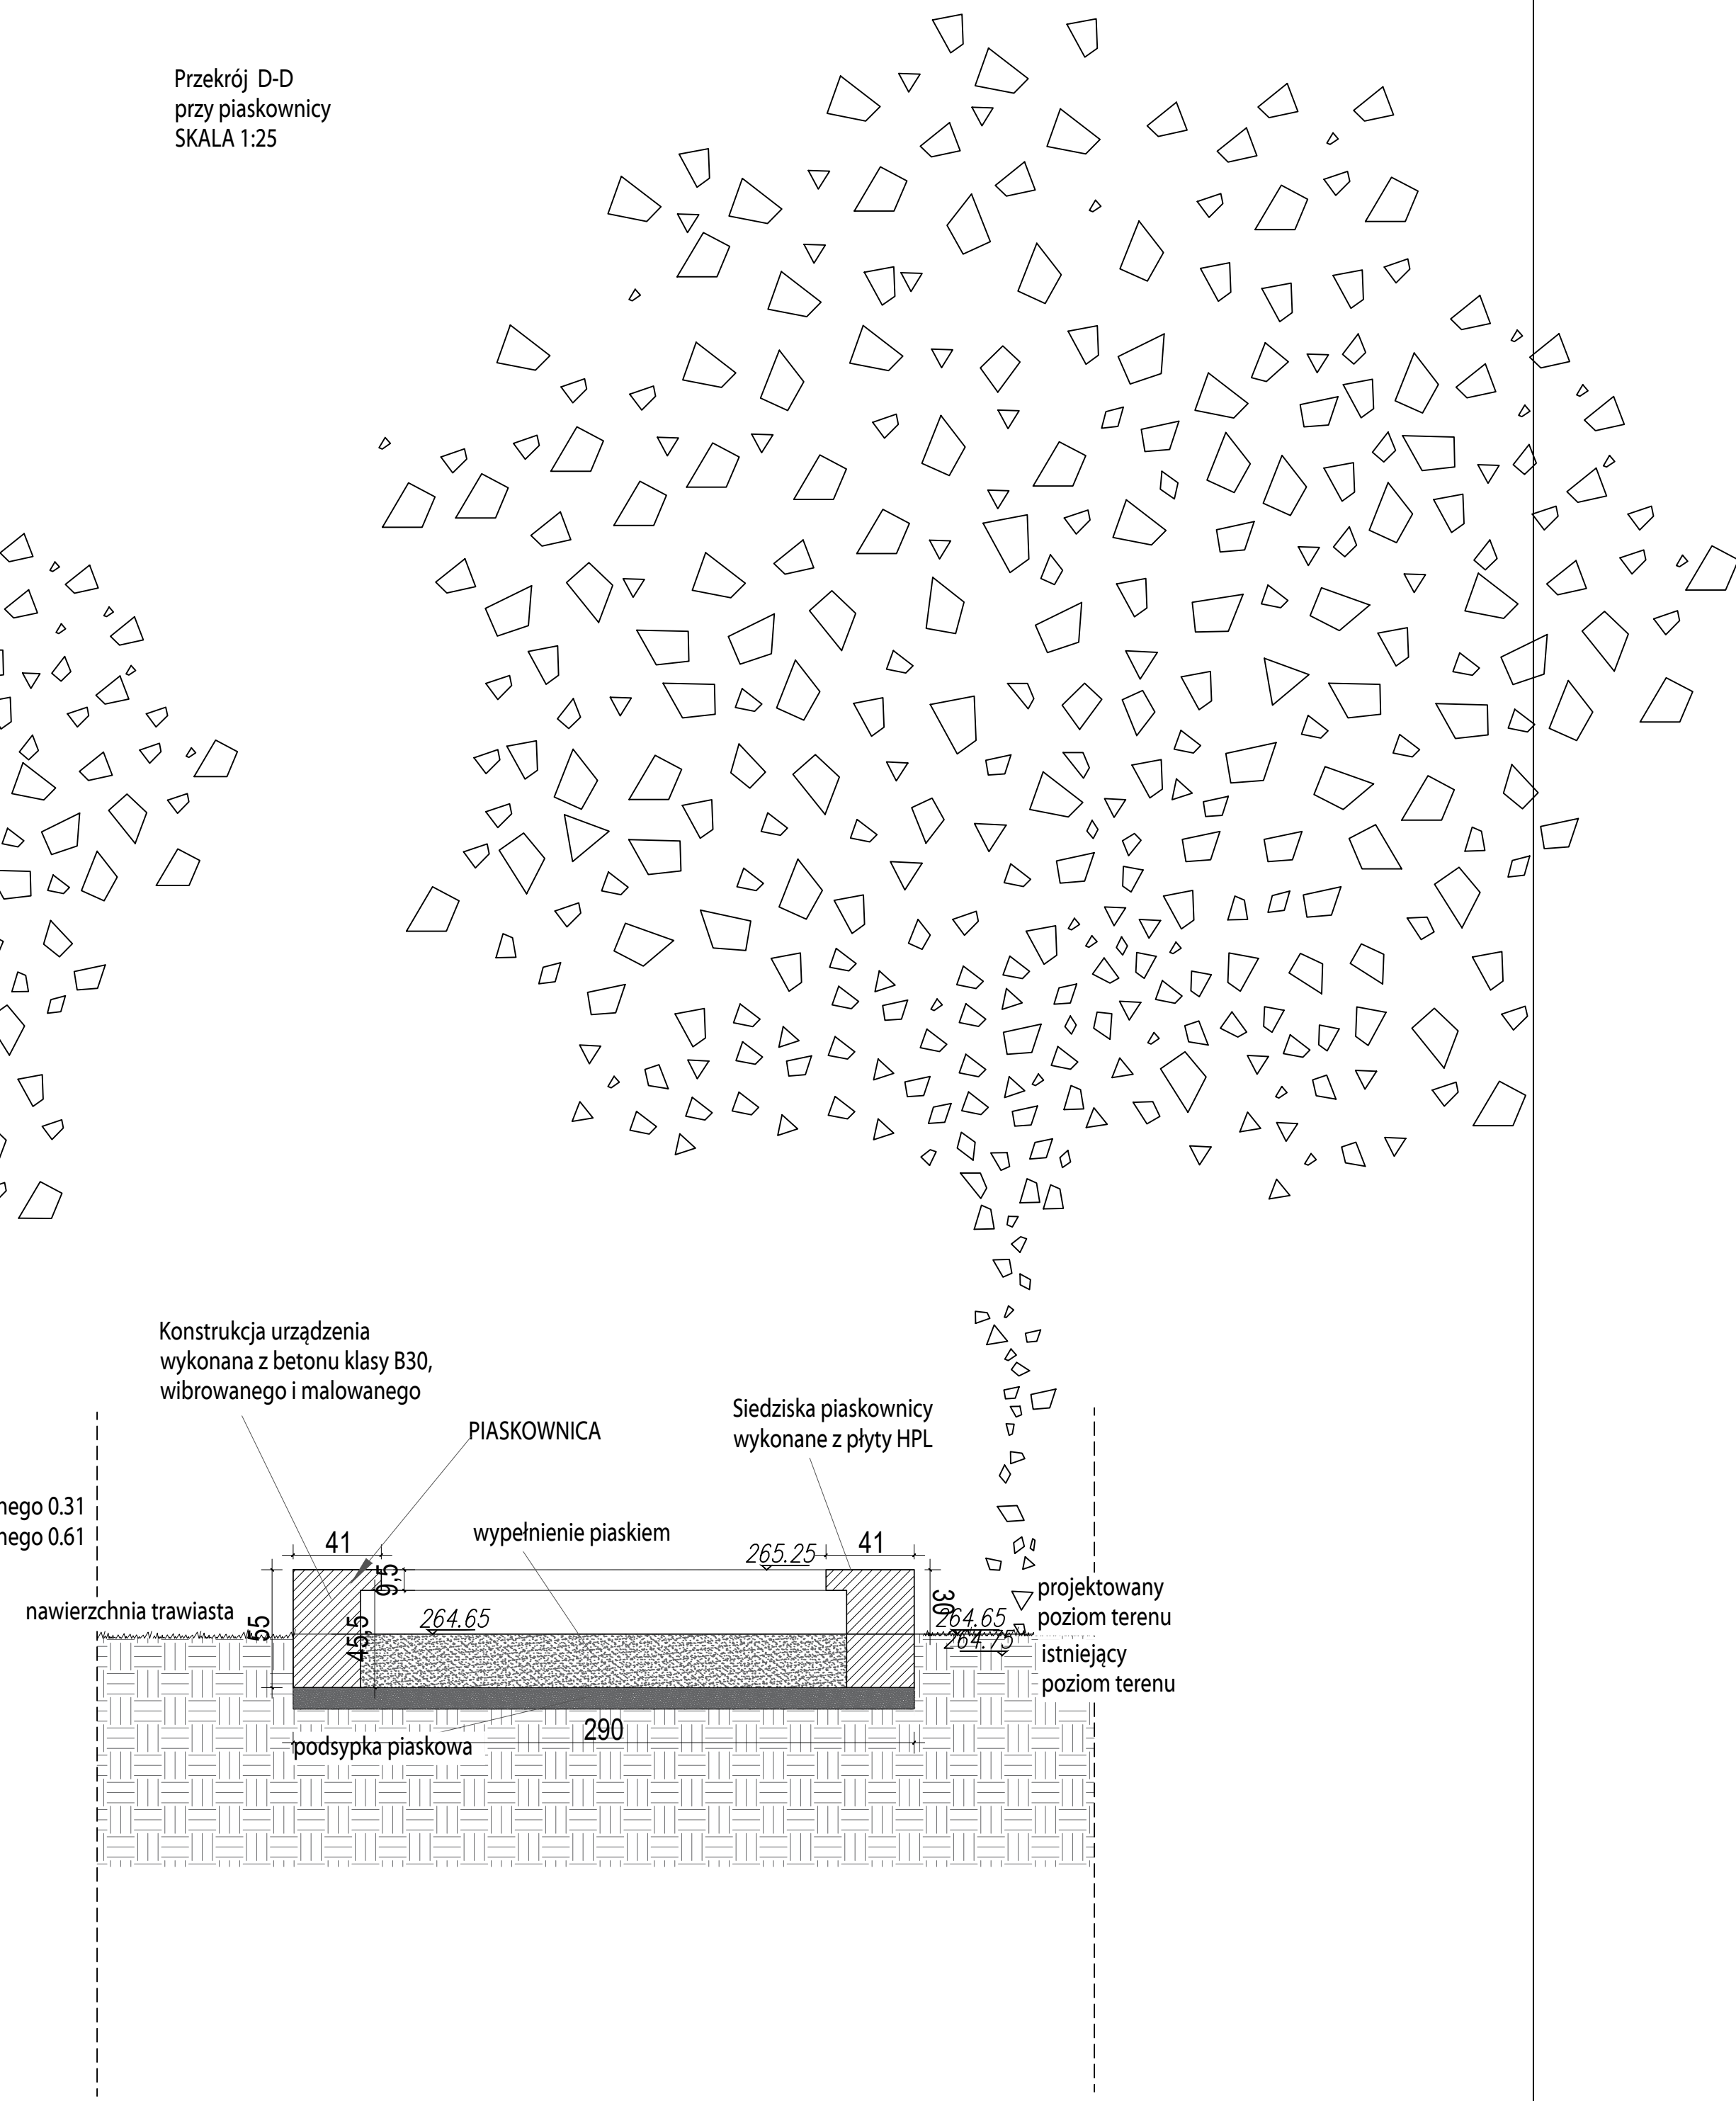 Przekrój D-D
przy piaskownicy
SKALA 1:25
Konstrukcja urządzenia
wykonana z betonu klasy B30,
wibrowanego i malowanego
PIASKOWNICA
Siedziska piaskownicy
wykonane z płyty HPL
nego 0.31
nego 0.61
41
wypełnienie piaskiem
265.25
41
9,5
nawierzchnia trawiasta
55
45,5
264.65
30
264.65
264.75
projektowany
poziom terenu
istniejący
poziom terenu
290
podsypka piaskowa